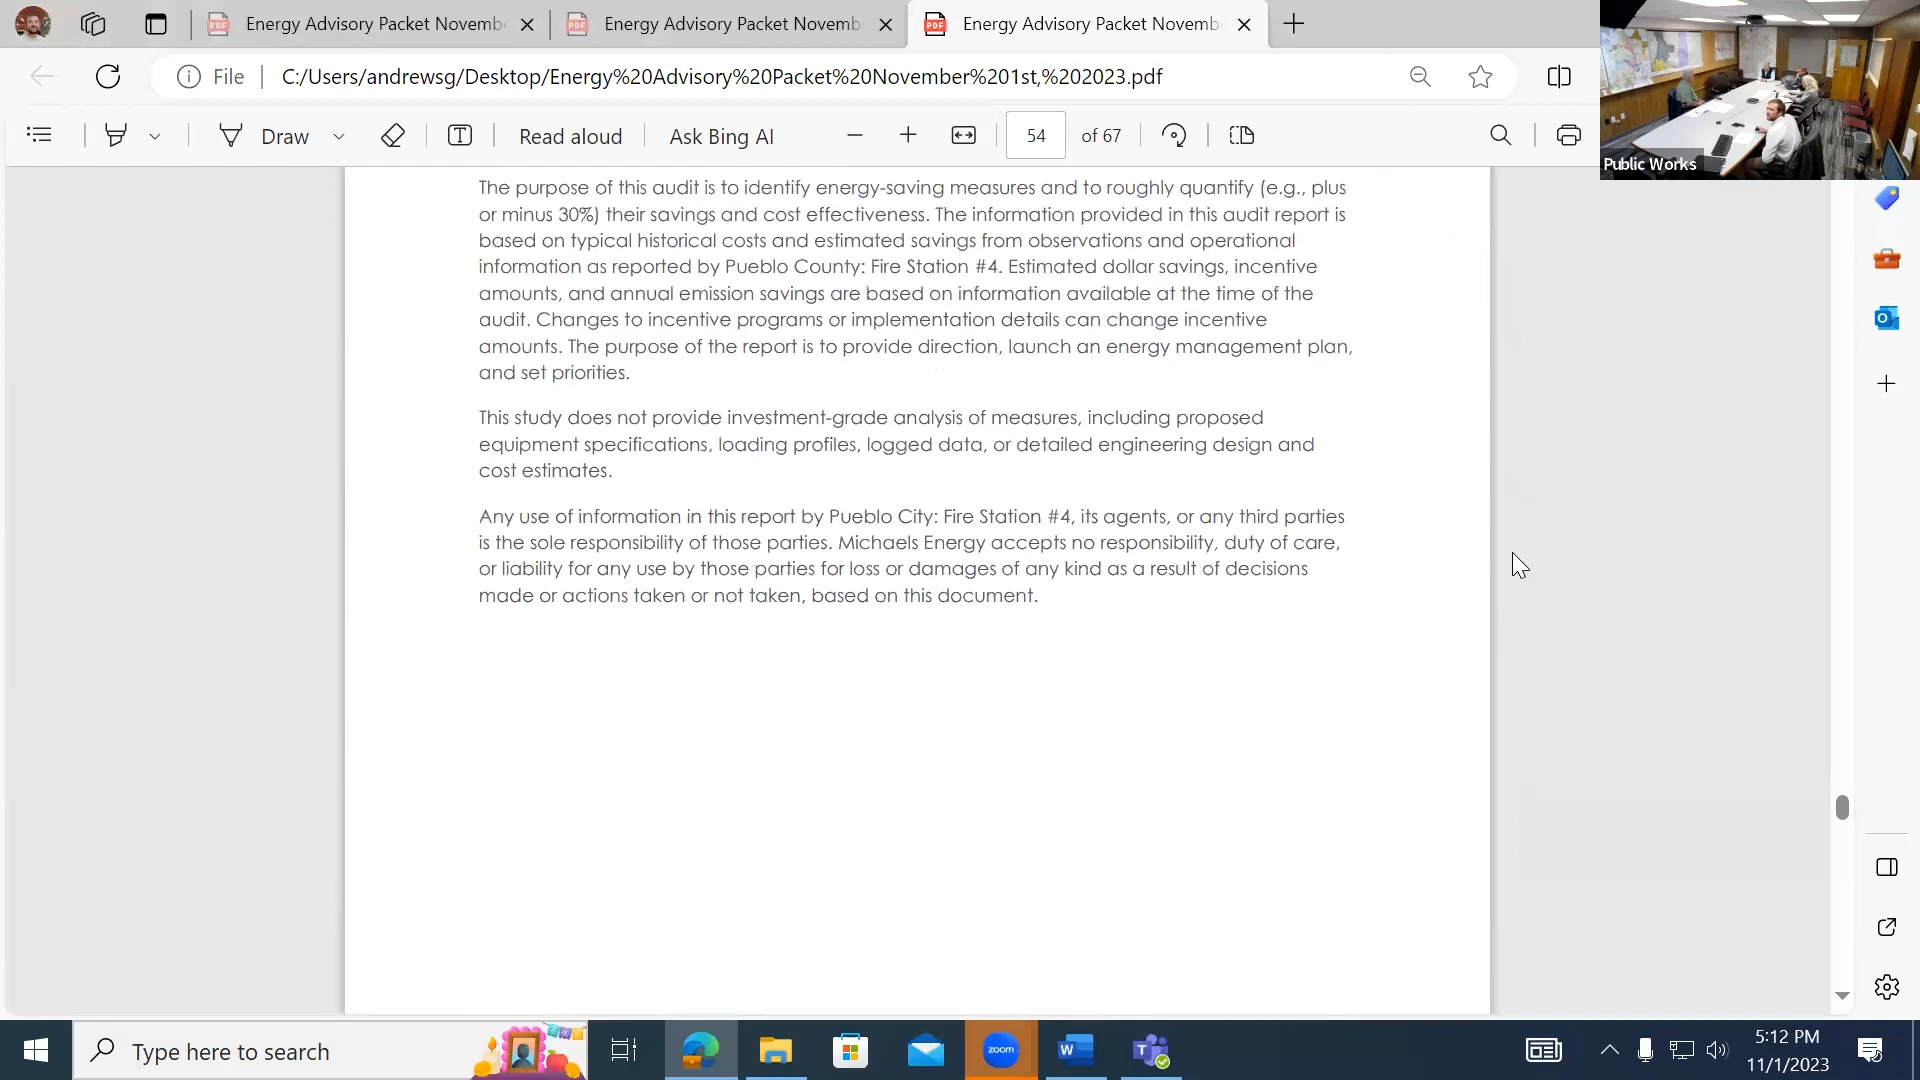 Energy Advisory Packet Novemb
Energy Advisory Packet Novemb
Energy Advisory Packet Novemb
File
C:/Users/andrewsg/Desktop/Energy%20Advisory%20Packet%20November%201st,%202023.pdf
Draw
Read aloud
Ask Bing AI
54
of 67
Public Works
The purpose of this audit is to identify energy-saving measures and to roughly quantify (e.g., plus
or minus 30%) their savings and cost effectiveness. The information provided in this audit report is
based on typical historical costs and estimated savings from observations and operational
information as reported by Pueblo County: Fire Station #4. Estimated dollar savings, incentive
amounts, and annual emission savings are based on information available at the time of the
audit. Changes to incentive programs or implementation details can change incentive
amounts. The purpose of the report is to provide direction, launch an energy management plan,
and set priorities.
This study does not provide investment-grade analysis of measures, including proposed
equipment specifications, loading profiles, logged data, or detailed engineering design and
cost estimates.
Any use of information in this report by Pueblo City: Fire Station #4, its agents, or any third parties
is the sole responsibility of those parties. Michaels Energy accepts no responsibility, duty of care,
or liability for any use by those parties for loss or damages of any kind as a result of decisions
made or actions taken or not taken, based on this document.
Type here to search
zoom
5:12 PM
11/1/2023